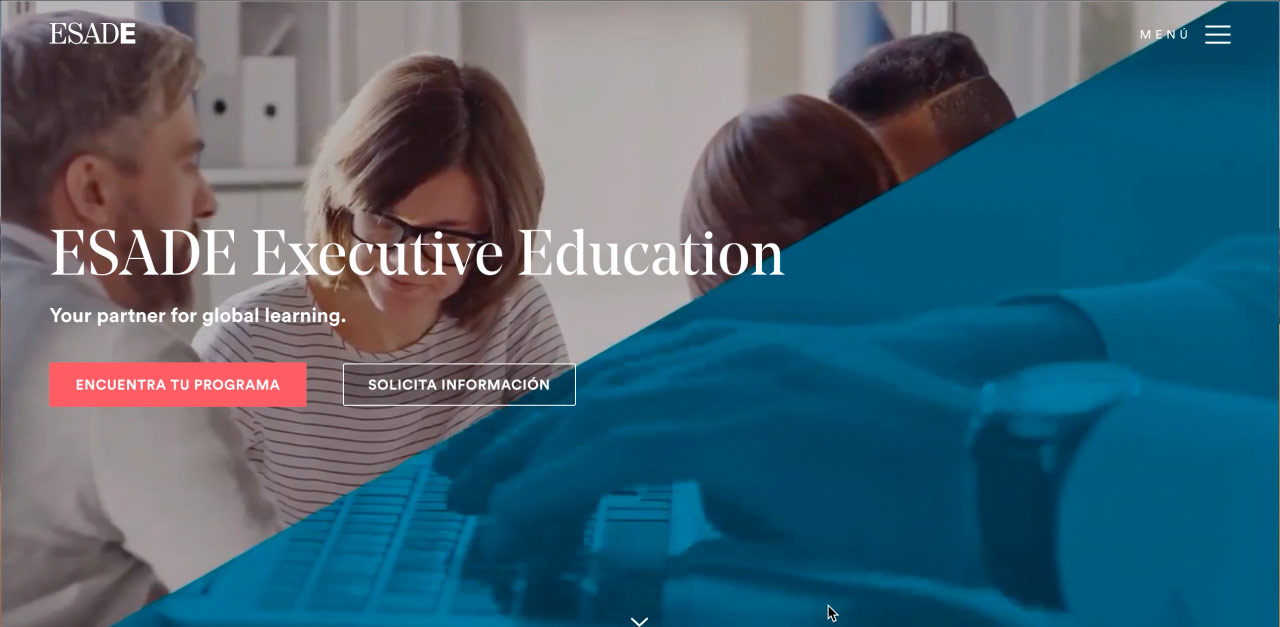 ESADE
MENÚ
ESADE Executive Education
Your partner for global learning.
ENCUENTRA TU PROGRAMA
SOLICITA INFORMACIÓN